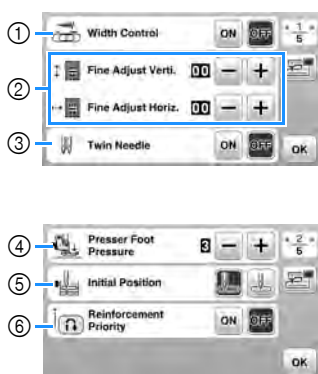 ① Width Control ON OFF 1/5
② Fine Adjust Verti. 00 − +
Fine Adjust Horiz. 00 − +
③ Twin Needle ON OFF OK
④ Presser Foot
Pressure 3 − + 2/5
⑤ Initial Position
⑥ Reinforcement
Priority ON OFF
OK